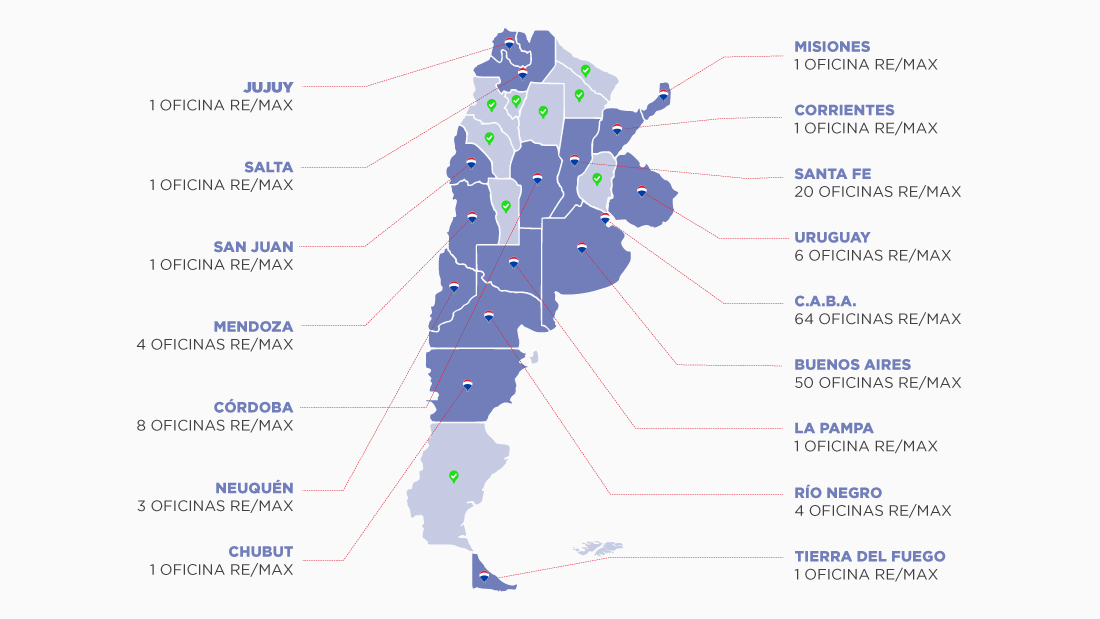 JUJUY
1 OFICINA RE/MAX
SALTA
1 OFICINA RE/MAX
SAN JUAN
1 OFICINA RE/MAX
MENDOZA
4 OFICINAS RE/MAX
CÓRDOBA
8 OFICINAS RE/MAX
NEUQUÉN
3 OFICINAS RE/MAX
CHUBUT
1 OFICINA RE/MAX
MISIONES
1 OFICINA RE/MAX
CORRIENTES
1 OFICINA RE/MAX
SANTA FE
20 OFICINAS RE/MAX
URUGUAY
6 OFICINAS RE/MAX
C.A.B.A.
64 OFICINAS RE/MAX
BUENOS AIRES
50 OFICINAS RE/MAX
LA PAMPA
1 OFICINA RE/MAX
RÍO NEGRO
4 OFICINAS RE/MAX
TIERRA DEL FUEGO
1 OFICINA RE/MAX